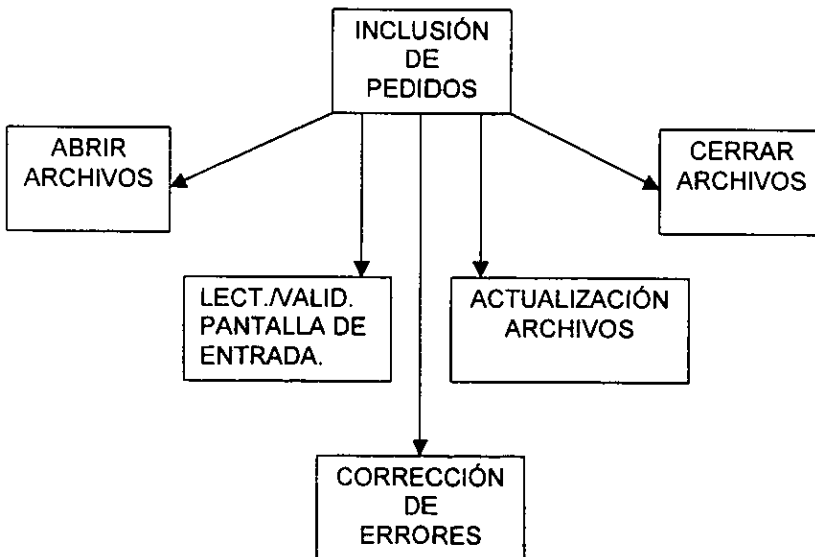 INCLUSIÓN
DE
PEDIDOS
ABRIR
ARCHIVOS
CERRAR
ARCHIVOS
LECT./VALID.
PANTALLA DE
ENTRADA.
ACTUALIZACIÓN
ARCHIVOS
CORRECCIÓN
DE
ERRORES